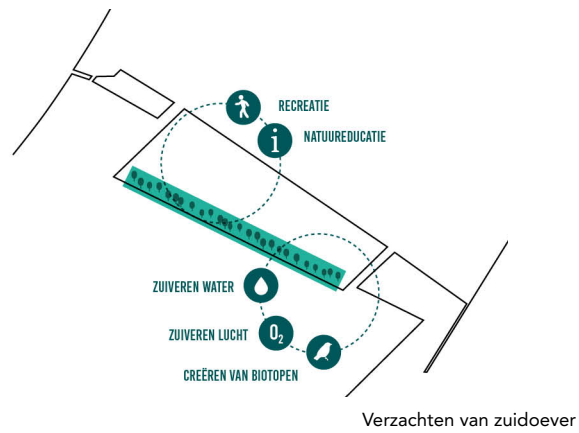 RECREATIE
i
NATUUREDUCATIE
ZUIVEREN WATER
ZUIVEREN LUCHT
O₂
CREËREN VAN BIOTOPEN
Verzachten van zuidoever